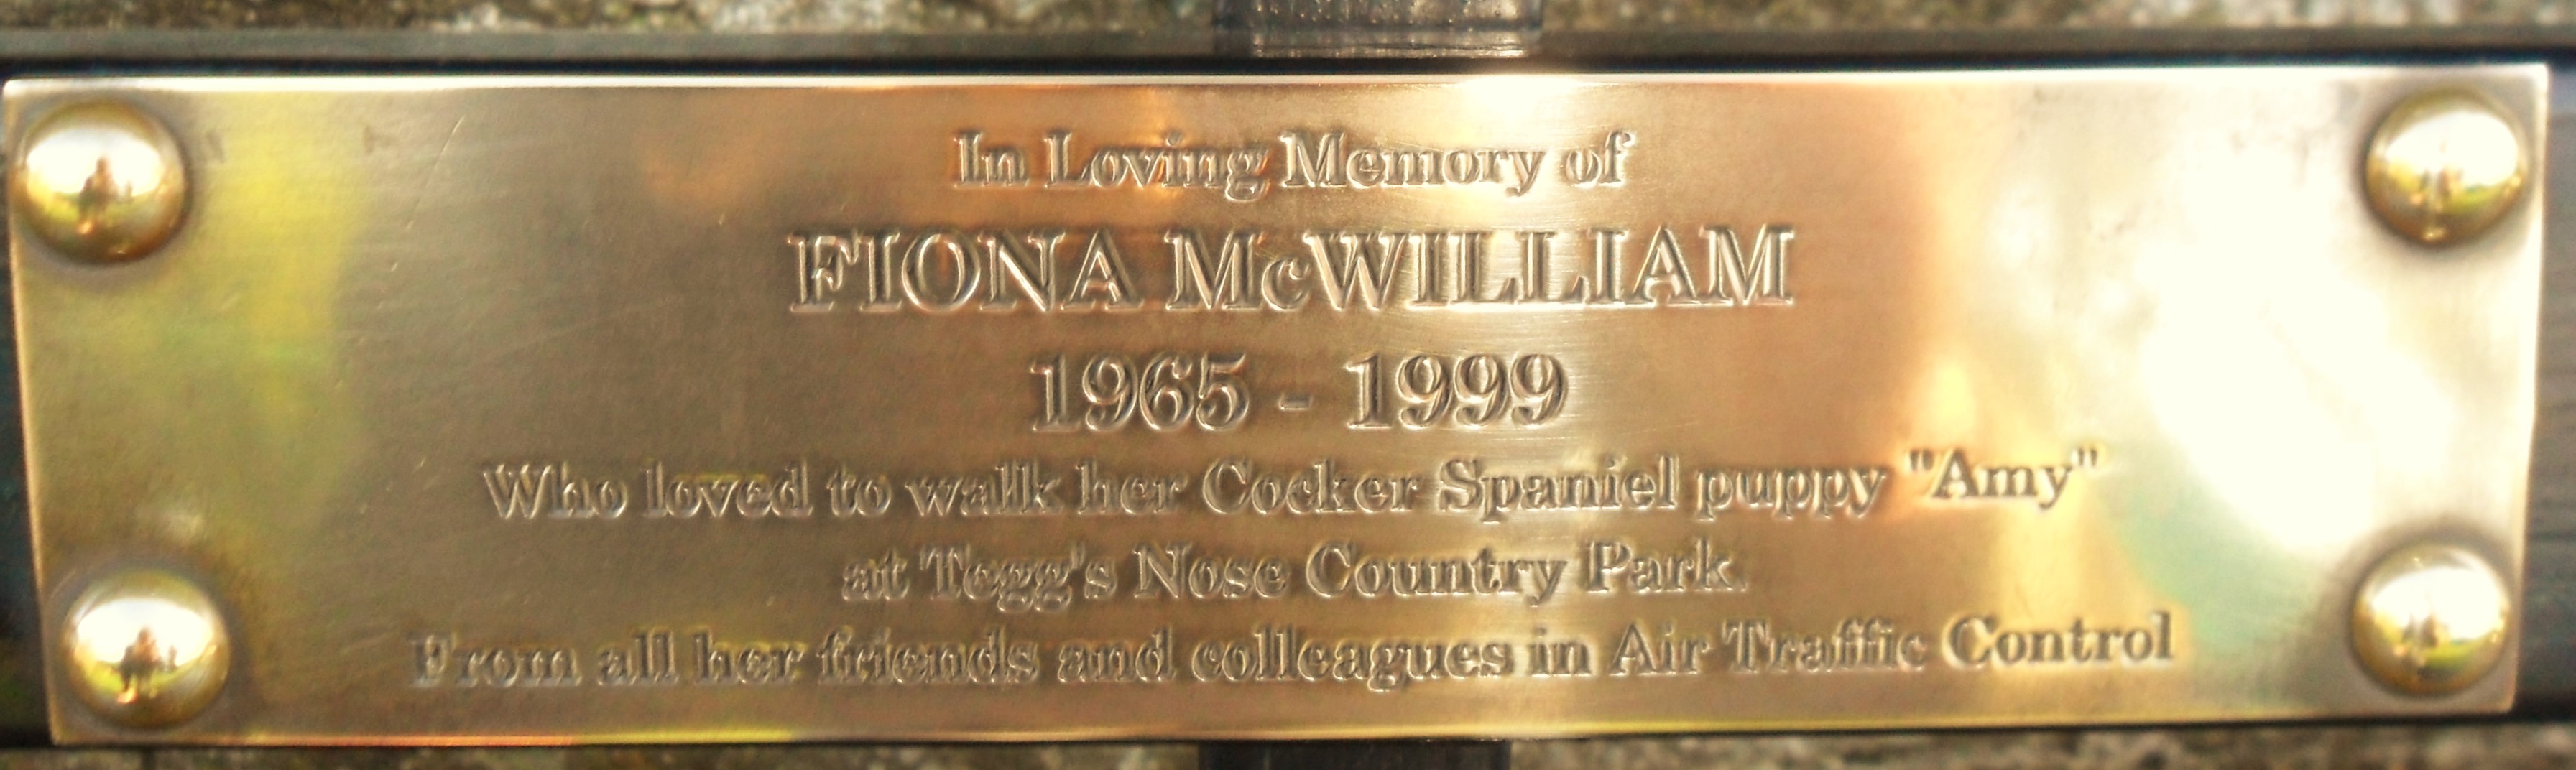 In Loving Memory of
FIONA McWILLIAM
1965 - 1999
Who loved to walk her Cocker Spaniel puppy "Amy"
at Tegg's Nose Country Park.
From all her friends and colleagues in Air Traffic Control